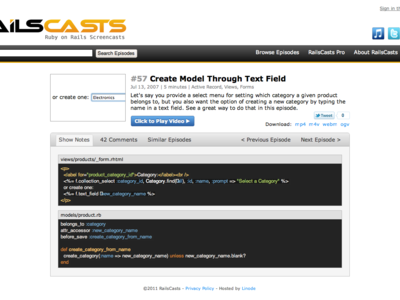 Sign in th
AILSCASTS
Ruby on Rails Screencasts
Search Episodes
Browse Episodes RailsCasts Pro About RailsCasts
or create one: Electronics
#57 Create Model Through Text Field
Jul 13, 2007 | 5 minutes | Active Record, Views, Forms
Let's say you provide a select menu for setting which category a given product
belongs to, but you also want the option of creating a new category by typing the
name in a text field. See a great way to do that in this episode.
Tweet 0
Click to Play Video
Download: mp4 m4v webm ogv
Show Notes 42 Comments Similar Episodes < Previous Episode Next Episode >
views/products/_form.rhtml
<p>
<label for="product_category_id">Category:</label><br />
<%= f.collection_select :category_id, Category.find(:all), :id, :name, :prompt => "Select a Category" %>
or create one:
<%= f.text_field :new_category_name %>
</p>
models/product.rb
belongs_to :category
attr_accessor :new_category_name
before_save :create_category_from_name
def create_category_from_name
create_category(:name => new_category_name) unless new_category_name.blank?
end
©2011 RailsCasts - Privacy Policy - Hosted by Linode